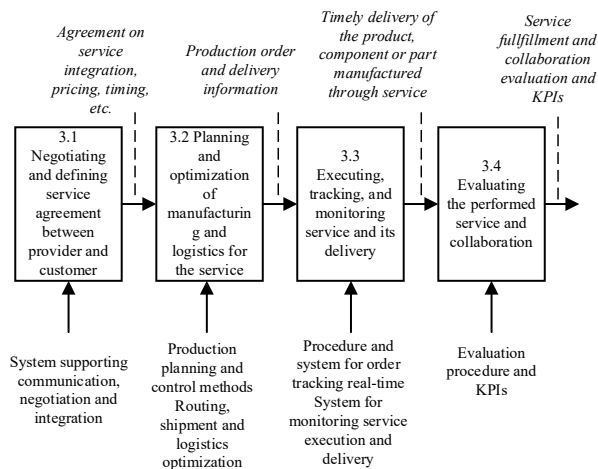 Agreement on
service
integration,
pricing, timing,
etc.
Production order
and delivery
information
Timely delivery of
the product,
component or part
manufactured
through service
Service
fullfillment and
collaboration
evaluation and
KPIs
3.1
Negotiating
and defining
service
agreement
between
provider and
customer
3.2 Planning
and
optimization
of
manufacturin
g and
logistics for
the service
3.3
Executing,
tracking, and
monitoring
service and its
delivery
3.4
Evaluating
the performed
service and
collaboration
System supporting
communication,
negotiation and
integration
Production
planning and
control methods
Routing,
shipment and
logistics
optimization
Procedure and
system for order
tracking real-time
System for
monitoring service
execution and
delivery
Evaluation
procedure and
KPIs